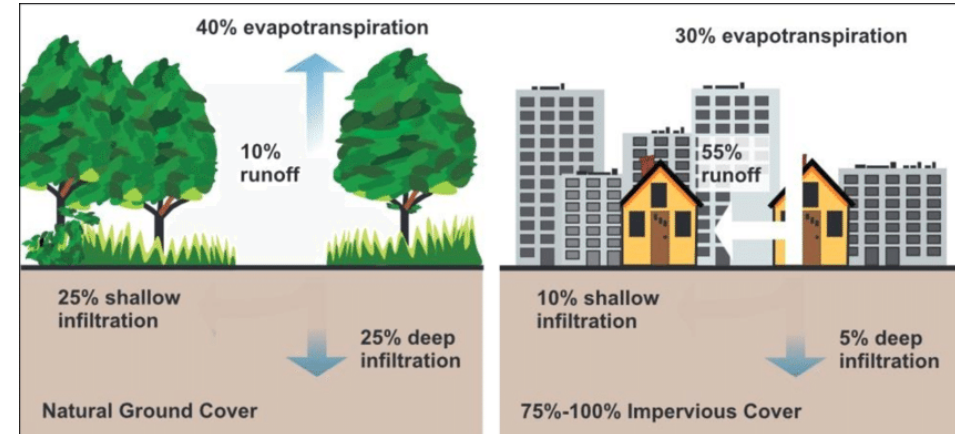 40% evapotranspiration
10%
runoff
25% shallow
infiltration
25% deep
infiltration
Natural Ground Cover
30% evapotranspiration
55%
runoff
10% shallow
infiltration
5% deep
infiltration
75%-100% Impervious Cover